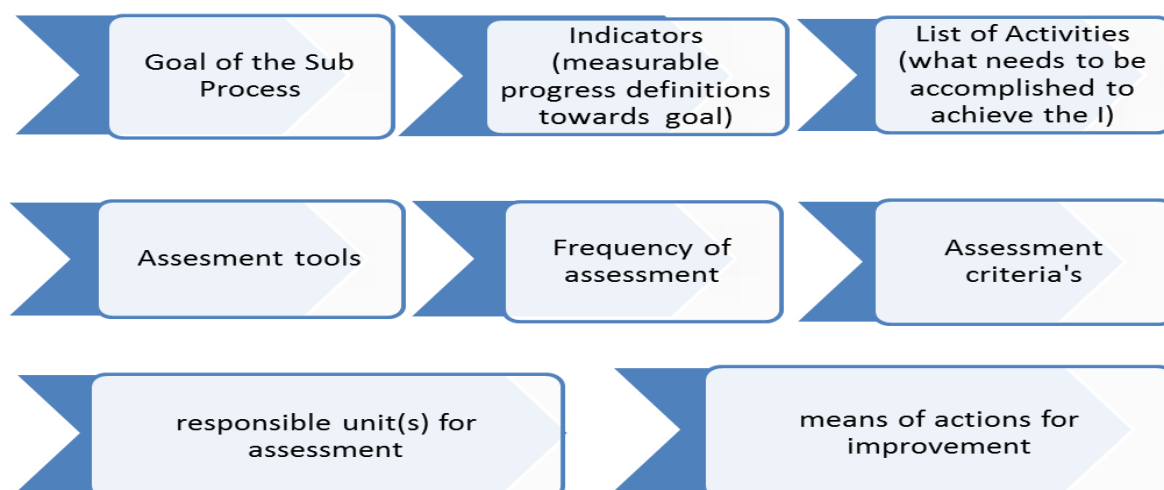 Goal of the Sub
Process
Indicators
(measurable
progress definitions
towards goal)
List of Activities
(what needs to be
accomplished to
achieve the I)
Assesment tools
Frequency of
assessment
Assessment
criteria's
responsible unit(s) for
assessment
means of actions for
improvement